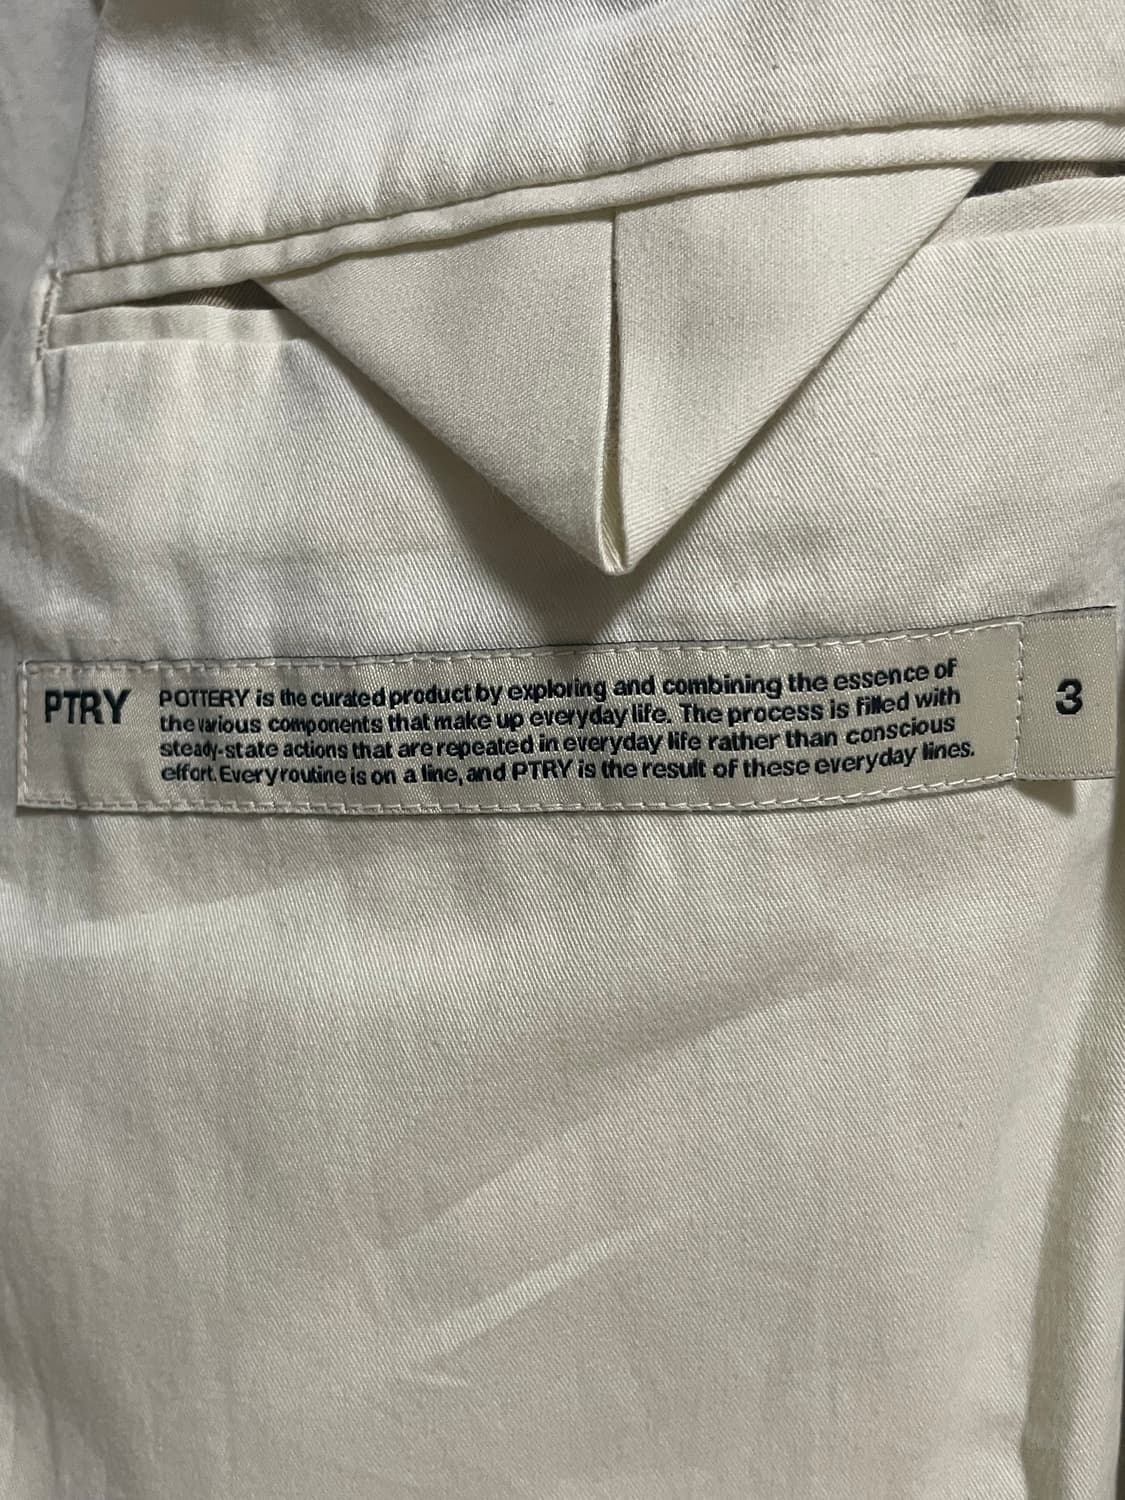 PTRY
POTTERY is the curated product by exploring and combining the essence of
the various components that make up everyday life. The process is filled with
steady-state actions that are repeated in everyday life rather than conscious
effort. Every routine is on a line, and PTRY is the result of these everyday lines.
3